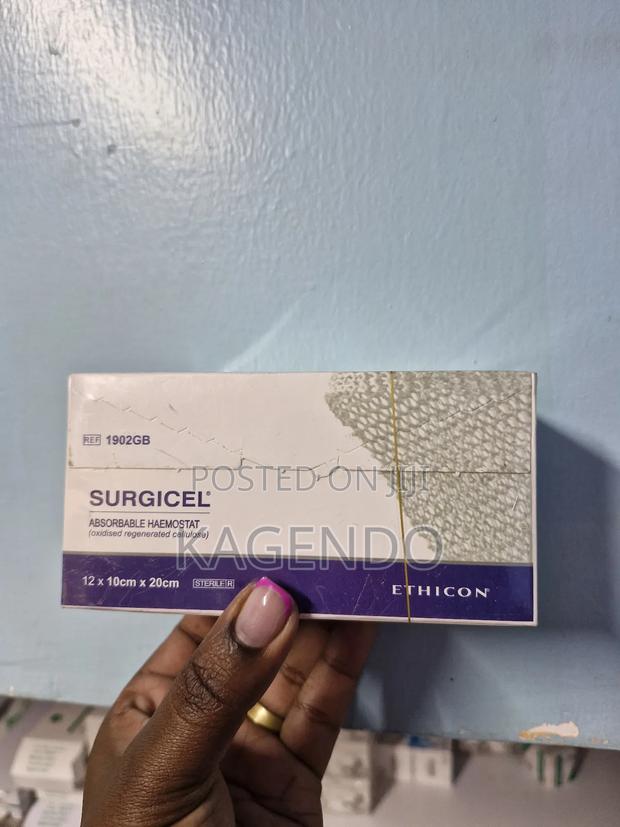 REF 1902GB
POSTED ON JIJI
SURGICEL®
ABSORBABLE HAEMOSTAT
(oxidised regenerated cellulose)
KAGENDO
12 x 10cm x 20cm STERILE R
ETHICON